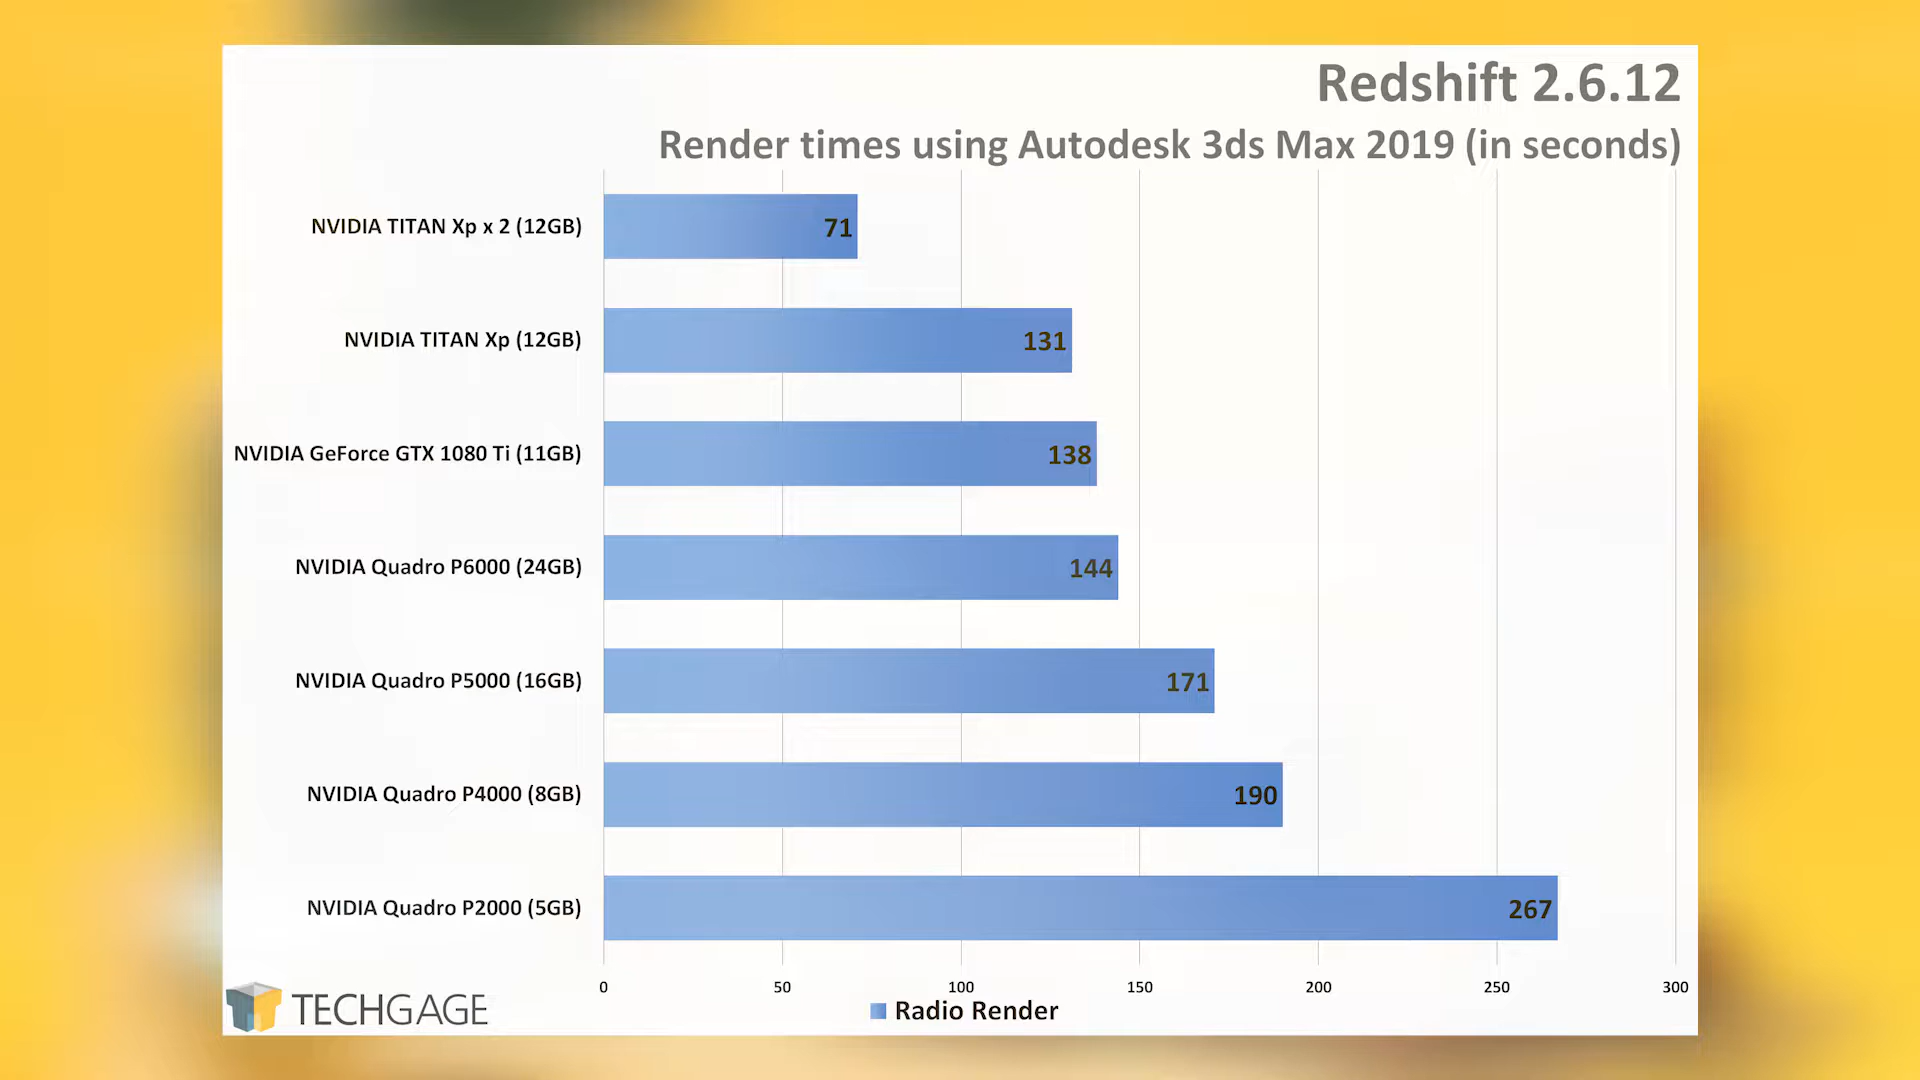 Redshift 2.6.12
Render times using Autodesk 3ds Max 2019 (in seconds)
NVIDIA TITAN Xp x 2 (12GB) 71
NVIDIA TITAN Xp (12GB) 131
NVIDIA GeForce GTX 1080 Ti (11GB) 138
NVIDIA Quadro P6000 (24GB) 144
NVIDIA Quadro P5000 (16GB) 171
NVIDIA Quadro P4000 (8GB) 190
NVIDIA Quadro P2000 (5GB) 267
0 50 100 150 200 250 300
Radio Render
TECHGAGE